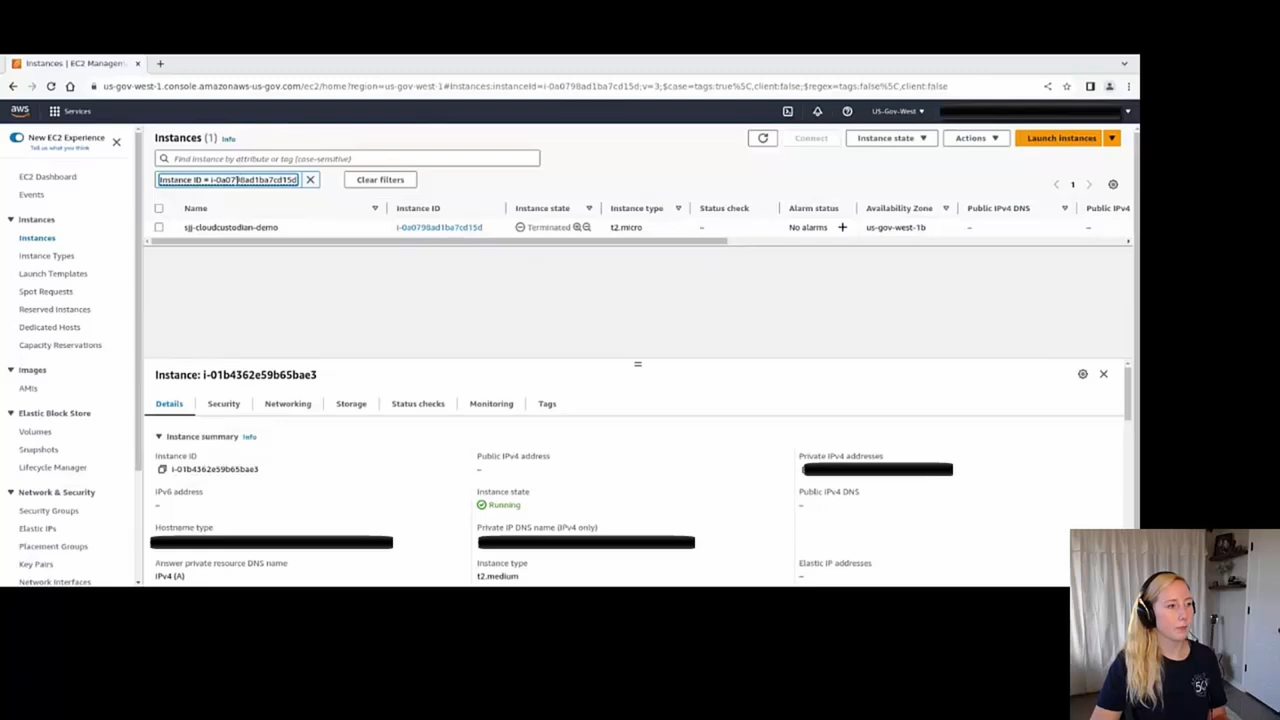 Instances | EC2 Managem
us-gov-west-1.console.amazonaws-us-gov.com/ec2/home?region=us-gov-west-1#Instances:instanceId=i-0a0798ad1ba7cd15d;v=3;$case=tags:true%5C,client:false;$regex=tags:false%5C,client:false
aws Services US-Gov-West
New EC2 Experience
Tell us what you think
EC2 Dashboard
Events
Instances
Instances
Instance Types
Launch Templates
Spot Requests
Reserved Instances
Dedicated Hosts
Capacity Reservations
Images
AMIs
Elastic Block Store
Volumes
Snapshots
Lifecycle Manager
Network & Security
Security Groups
Elastic IPs
Placement Groups
Key Pairs
Network Interfaces
Instances (1) Info
Connect Instance state Actions Launch instances
Find instance by attribute or tag (case-sensitive)
Instance ID = i-0a0798ad1ba7cd15d Clear filters
1
Name Instance ID Instance state Instance type Status check Alarm status Availability Zone Public IPv4 DNS Public IPv4
sjj-cloudcustodian-demo i-0a0798ad1ba7cd15d Terminated t2.micro – No alarms + us-gov-west-1b – –
Instance: i-01b4362e59b65bae3
Details Security Networking Storage Status checks Monitoring Tags
Instance summary Info
Instance ID Public IPv4 address Private IPv4 addresses
i-01b4362e59b65bae3 –
IPv6 address Instance state Public IPv4 DNS
– Running –
Hostname type Private IP DNS name (IPv4 only)
Answer private resource DNS name Instance type Elastic IP addresses
IPv4 (A) t2.medium –